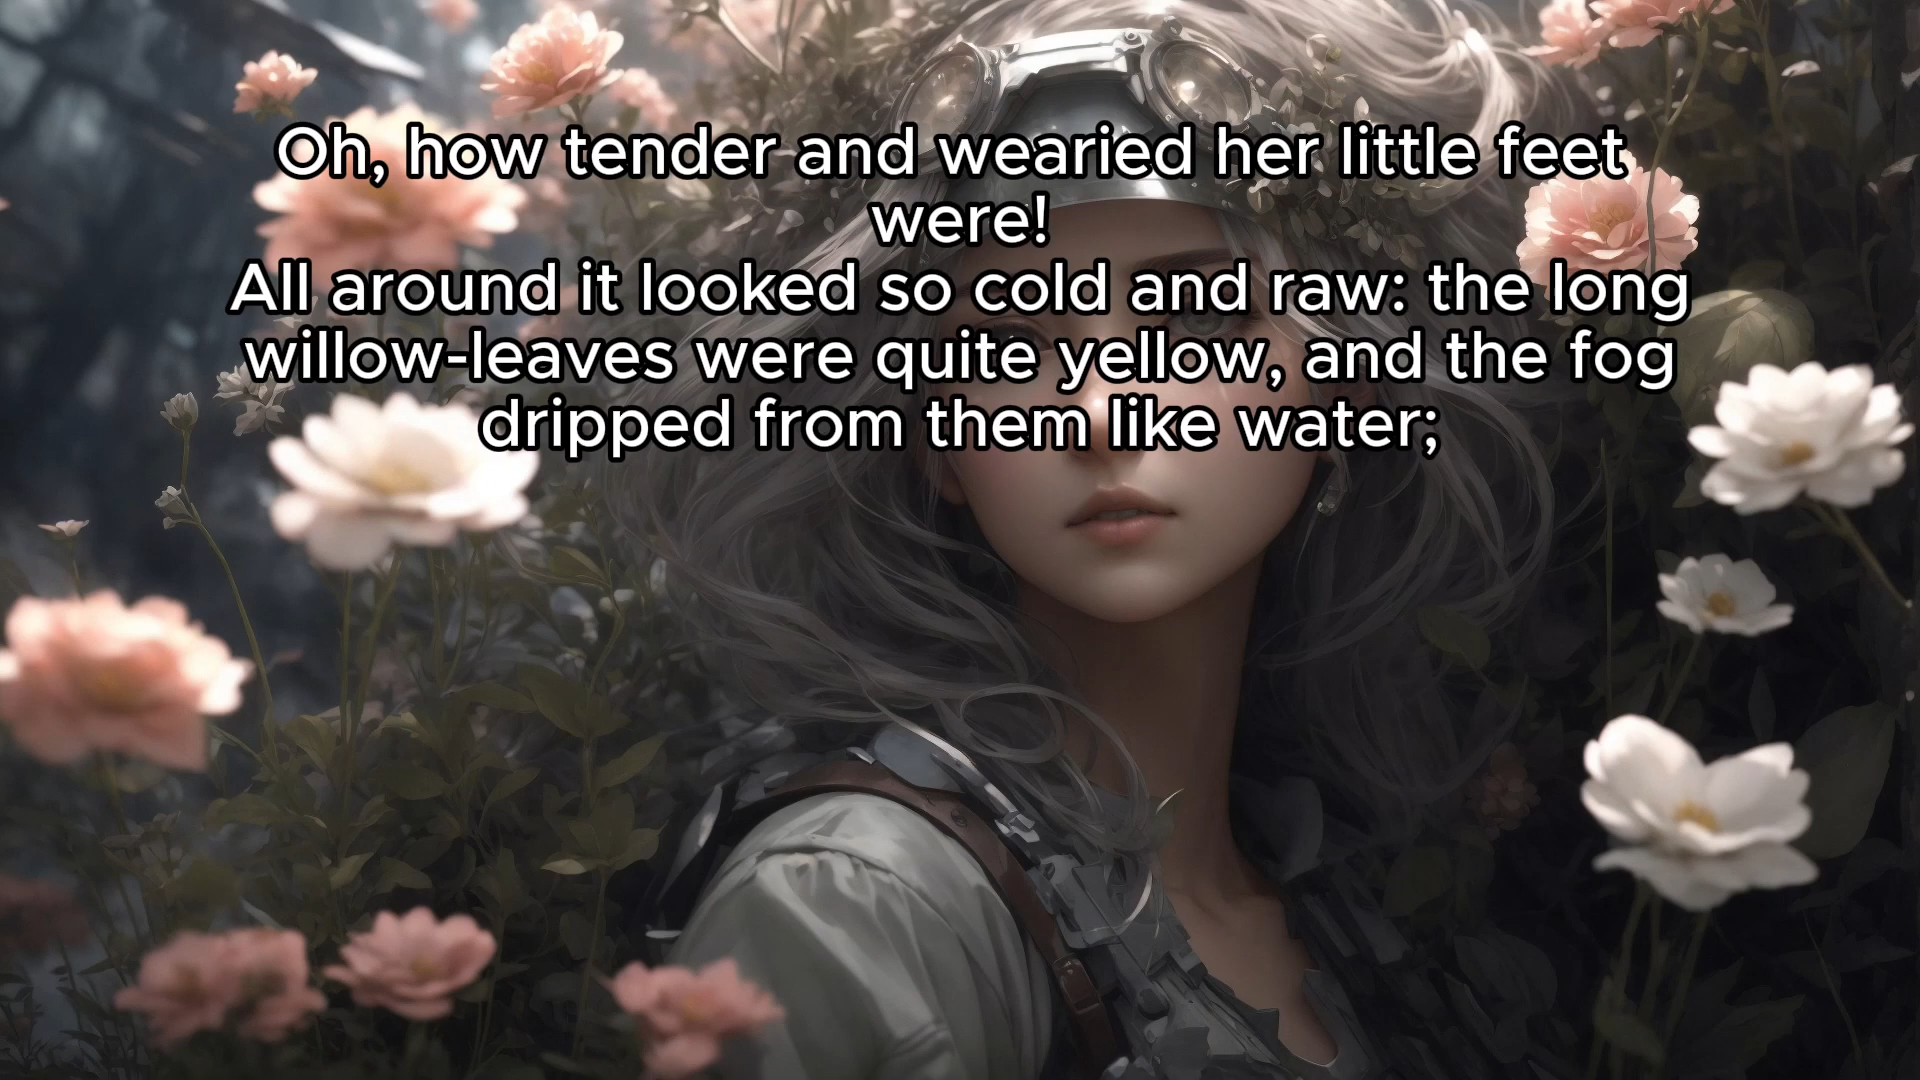 Oh, how tender and wearied her little feet
were!
All around it looked so cold and raw: the long
willow-leaves were quite yellow, and the fog
dripped from them like water;